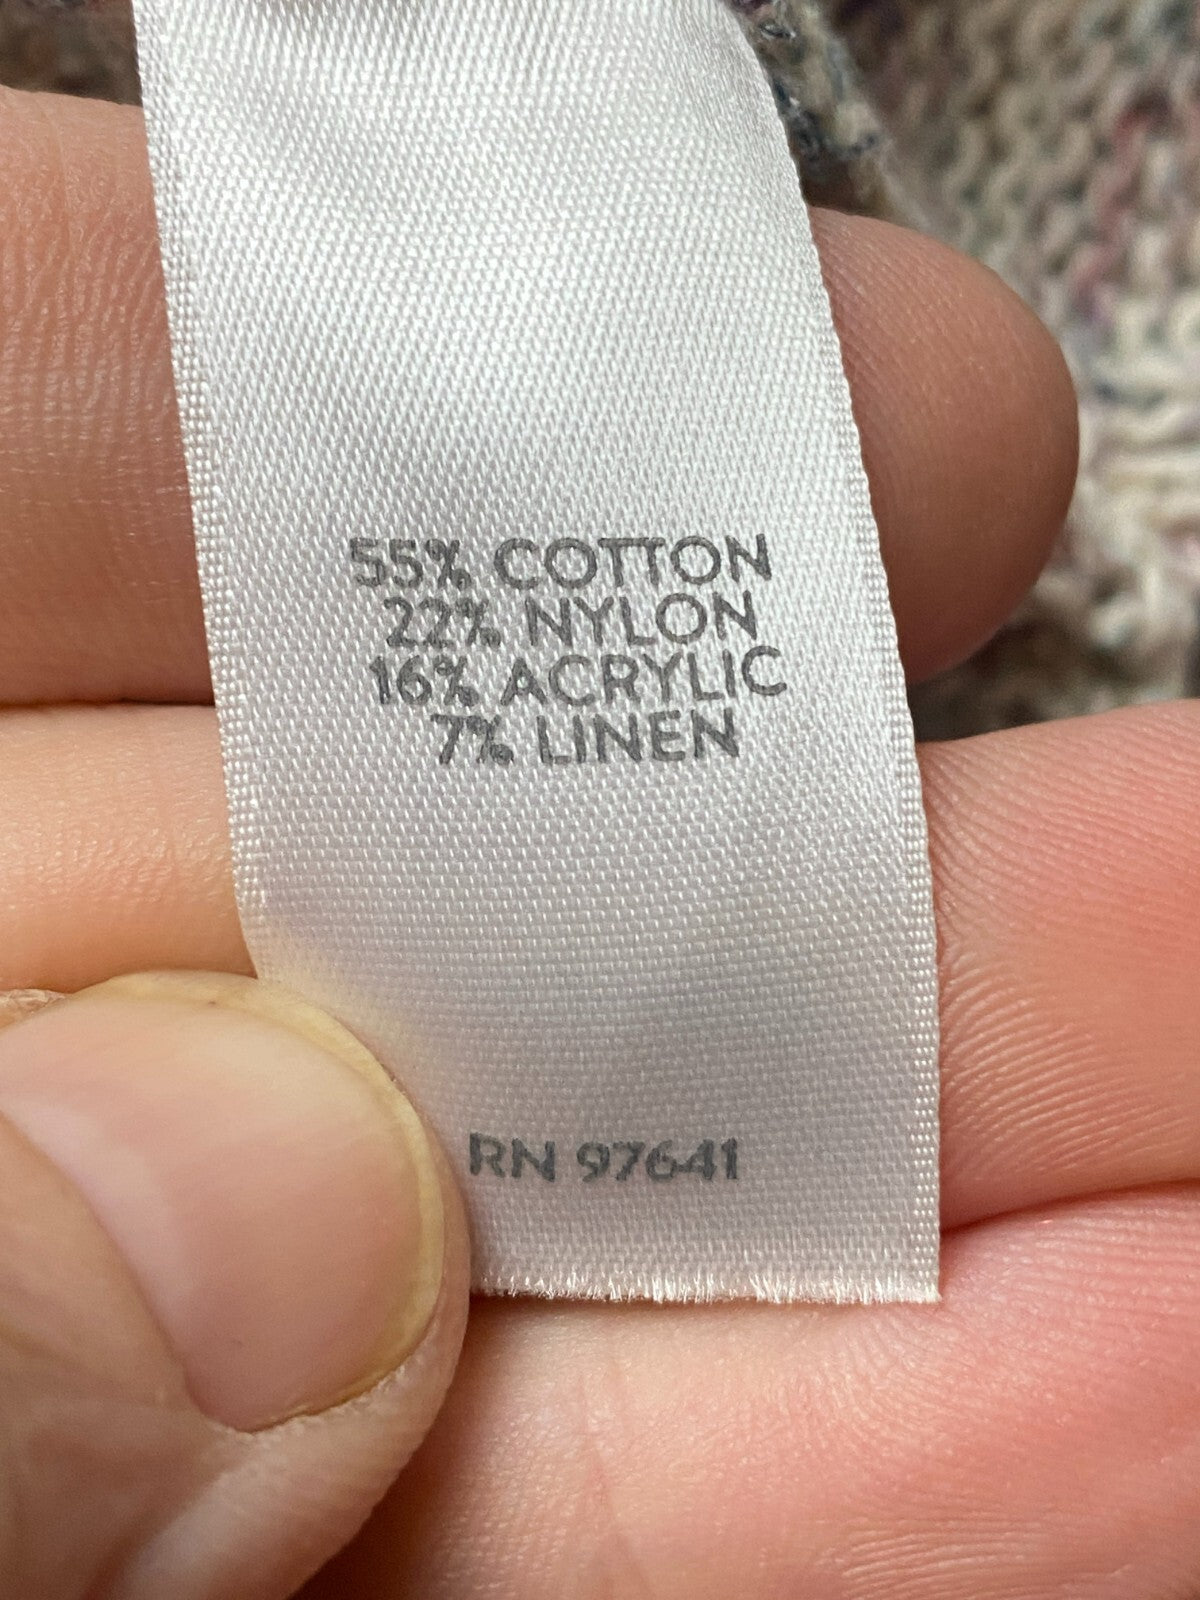 55% COTTON
22% NYLON
16% ACRYLIC
7% LINEN
RN 97641